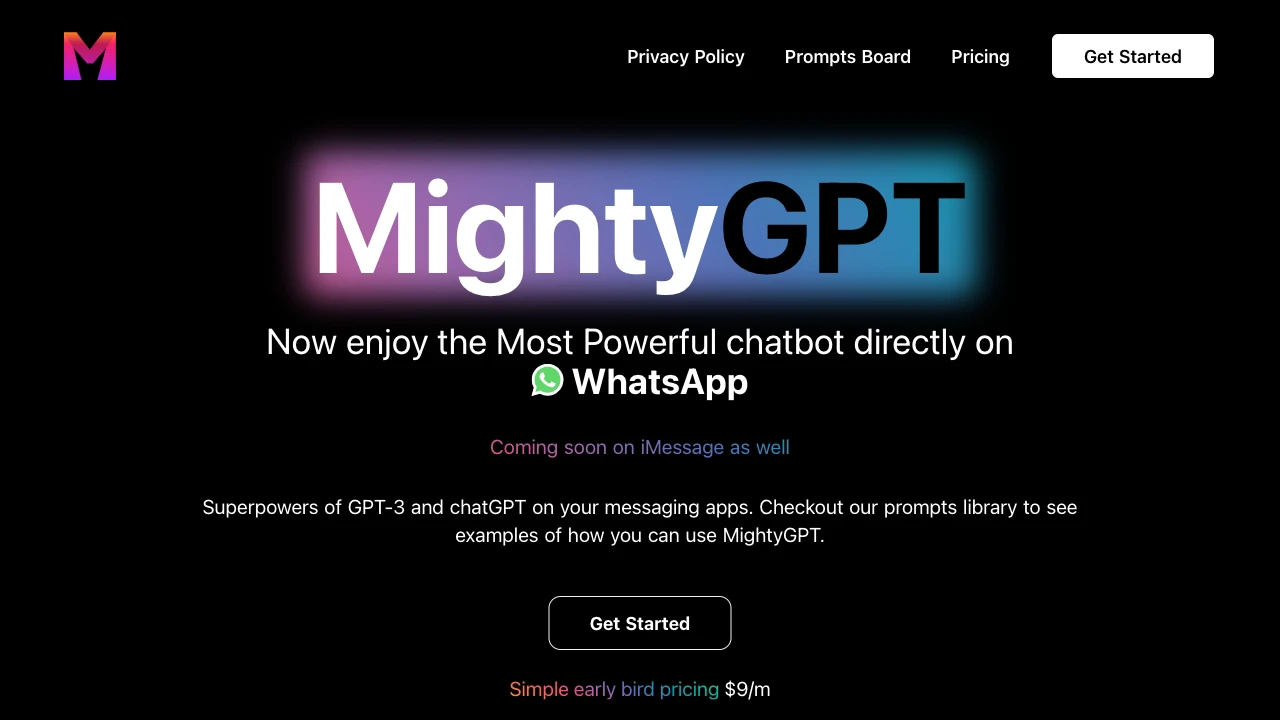 M
Privacy Policy Prompts Board Pricing Get Started
MightyGPT
Now enjoy the Most Powerful chatbot directly on
WhatsApp
Coming soon on iMessage as well
Superpowers of GPT-3 and chatGPT on your messaging apps. Checkout our prompts library to see
examples of how you can use MightyGPT.
Get Started
Simple early bird pricing $9/m